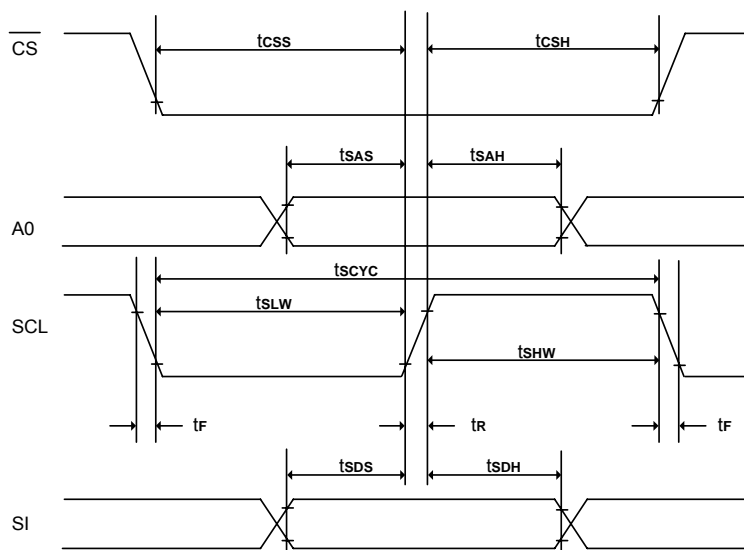 CS
tCSS
tCSH
tSAS
tSAH
A0
tSCYC
tSLW
SCL
tSHW
tF
tR
tF
tSDS
tSDH
SI